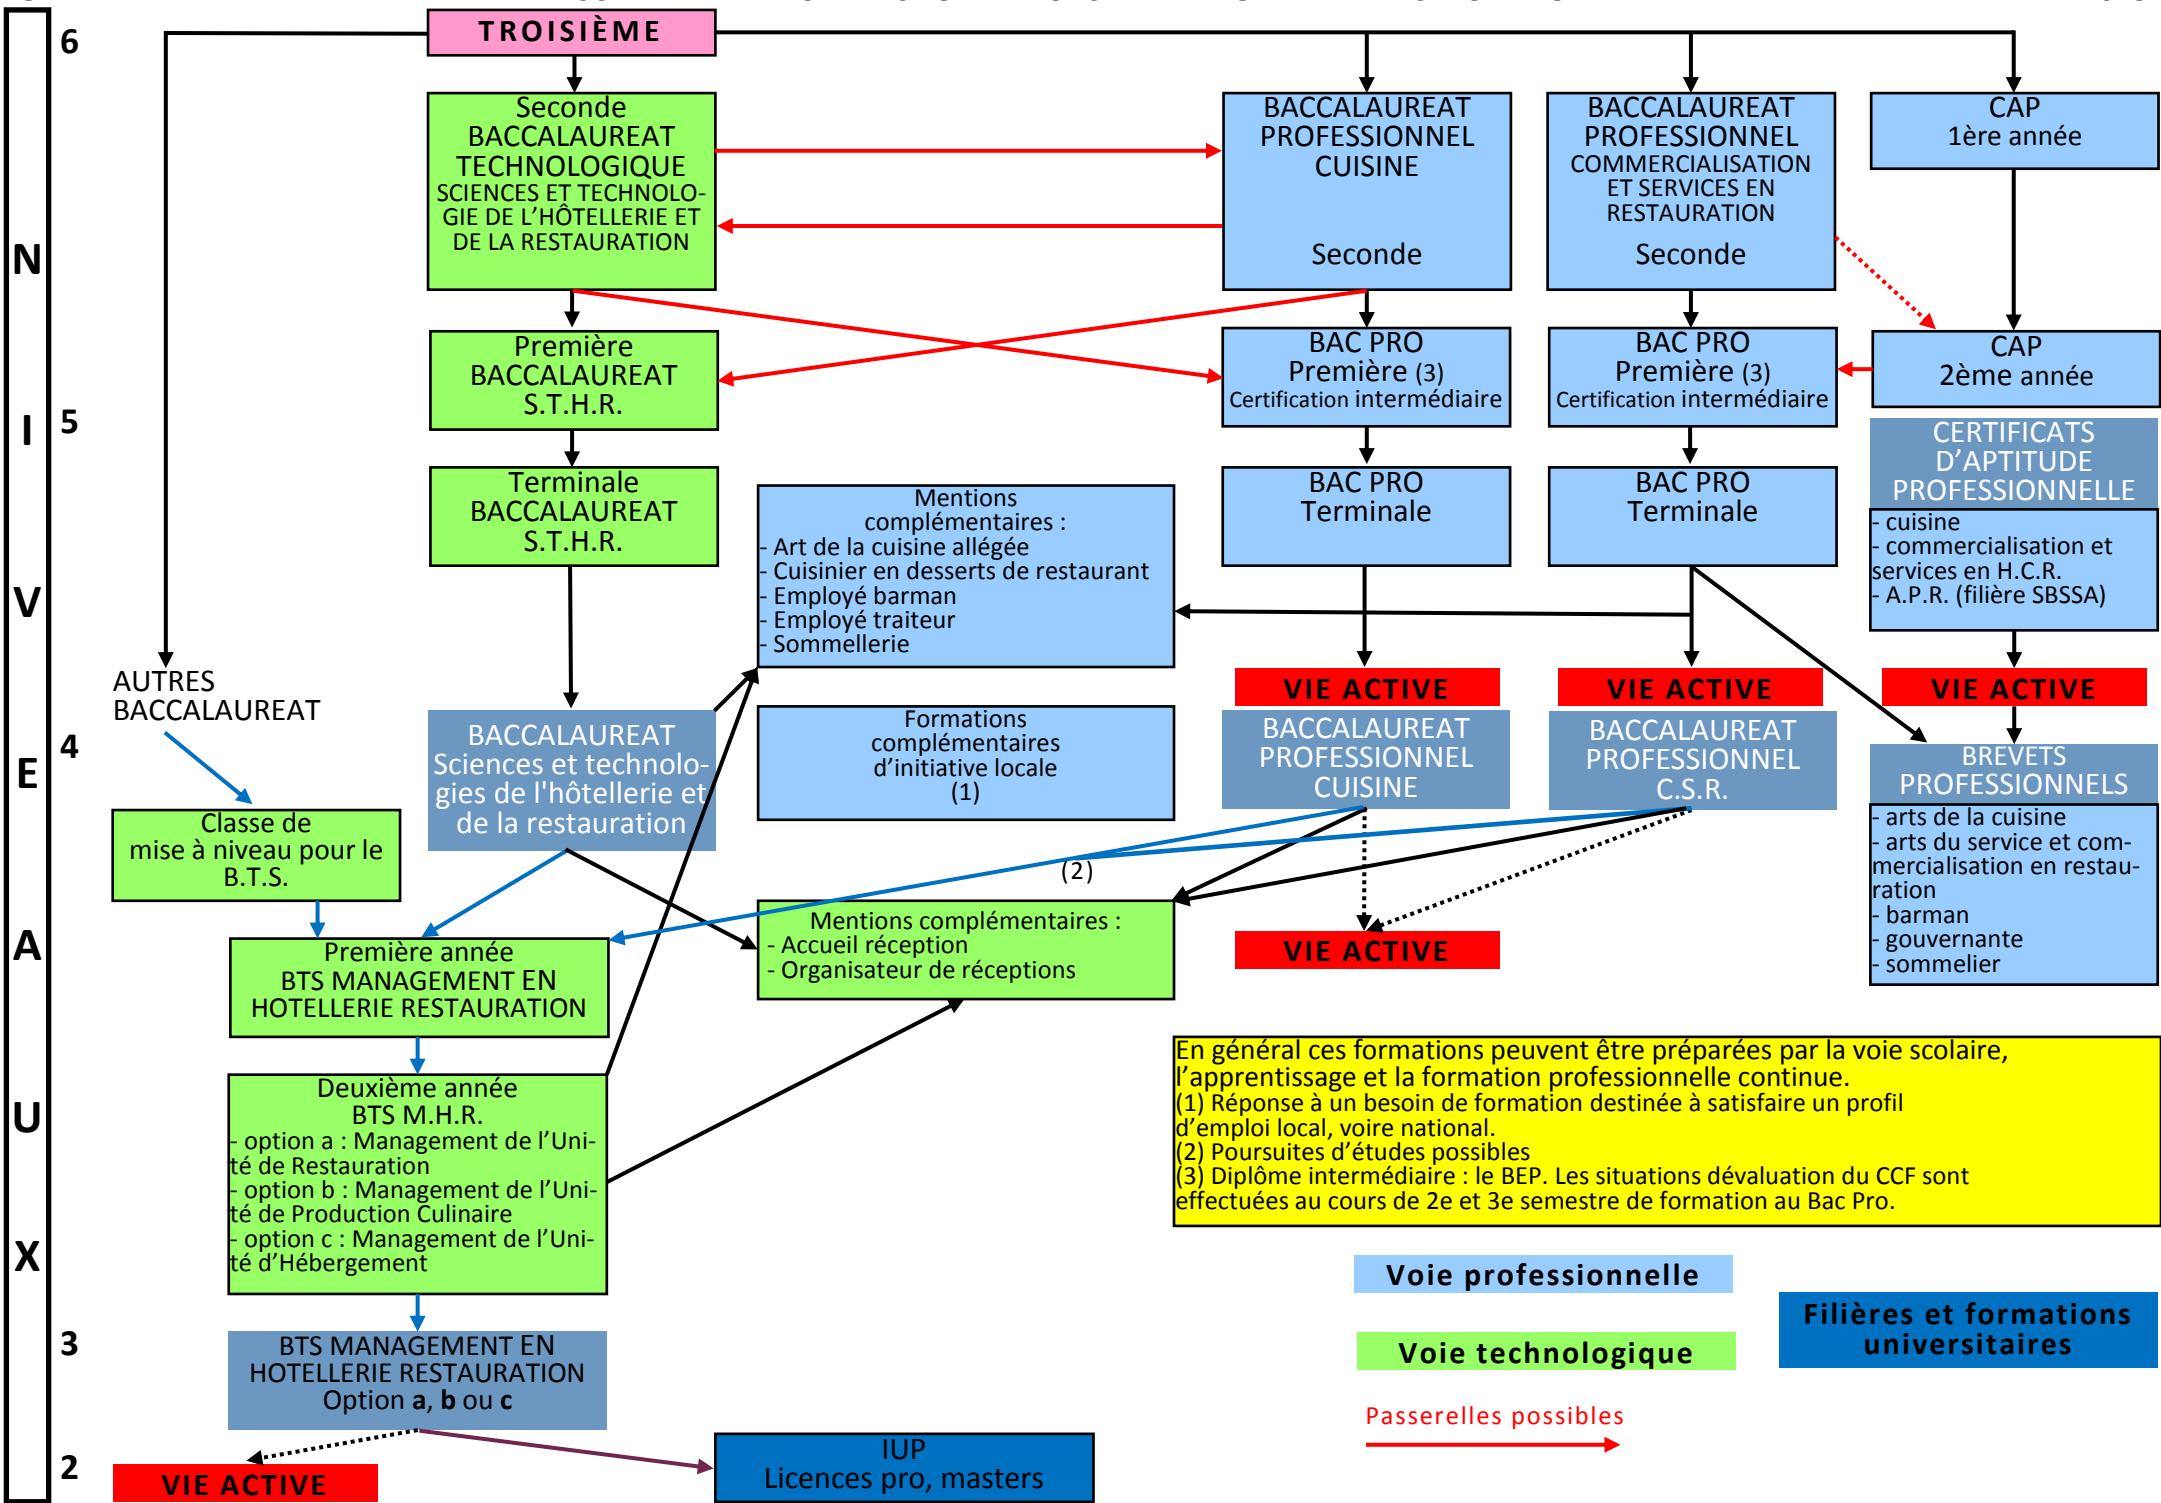 NIVEAUX
6
5
4
3
2
TROISIÈME
Seconde
BACCALAUREAT
TECHNOLOGIQUE
SCIENCES ET TECHNOLO-
GIE DE L'HÔTELLERIE ET
DE LA RESTAURATION
BACCALAUREAT
PROFESSIONNEL
CUISINE
Seconde
BACCALAUREAT
PROFESSIONNEL
COMMERCIALISATION
ET SERVICES EN
RESTAURATION
Seconde
CAP
1ère année
Première
BACCALAUREAT
S.T.H.R.
BAC PRO
Première (3)
Certification intermédiaire
BAC PRO
Première (3)
Certification intermédiaire
CAP
2ème année
CERTIFICATS
D'APTITUDE
PROFESSIONNELLE
- cuisine
- commercialisation et
services en H.C.R.
- A.P.R. (filière SBSSA)
Terminale
BACCALAUREAT
S.T.H.R.
Mentions
complémentaires :
- Art de la cuisine allégée
- Cuisinier en desserts de restaurant
- Employé barman
- Employé traiteur
- Sommellerie
BAC PRO
Terminale
BAC PRO
Terminale
VIE ACTIVE
VIE ACTIVE
VIE ACTIVE
AUTRES
BACCALAUREAT
BACCALAUREAT
Sciences et technolo-
gies de l'hôtellerie et
de la restauration
Formations
complémentaires
d'initiative locale
(1)
BACCALAUREAT
PROFESSIONNEL
CUISINE
BACCALAUREAT
PROFESSIONNEL
C.S.R.
BREVETS
PROFESSIONNELS
- arts de la cuisine
- arts du service et com-
mercialisation en restau-
ration
- barman
- gouvernante
- sommelier
Classe de
mise à niveau pour le
B.T.S.
(2)
Mentions complémentaires :
- Accueil réception
- Organisateur de réceptions
VIE ACTIVE
Première année
BTS MANAGEMENT EN
HOTELLERIE RESTAURATION
Deuxième année
BTS M.H.R.
- option a : Management de l'Uni-
té de Restauration
- option b : Management de l'Uni-
té de Production Culinaire
- option c : Management de l'Uni-
té d'Hébergement
En général ces formations peuvent être préparées par la voie scolaire,
l'apprentissage et la formation professionnelle continue.
(1) Réponse à un besoin de formation destinée à satisfaire un profil
d'emploi local, voire national.
(2) Poursuites d'études possibles
(3) Diplôme intermédiaire : le BEP. Les situations dévaluation du CCF sont
effectuées au cours de 2e et 3e semestre de formation au Bac Pro.
BTS MANAGEMENT EN
HOTELLERIE RESTAURATION
Option a, b ou c
VIE ACTIVE
IUP
Licences pro, masters
Voie professionnelle
Voie technologique
Filières et formations
universitaires
Passerelles possibles